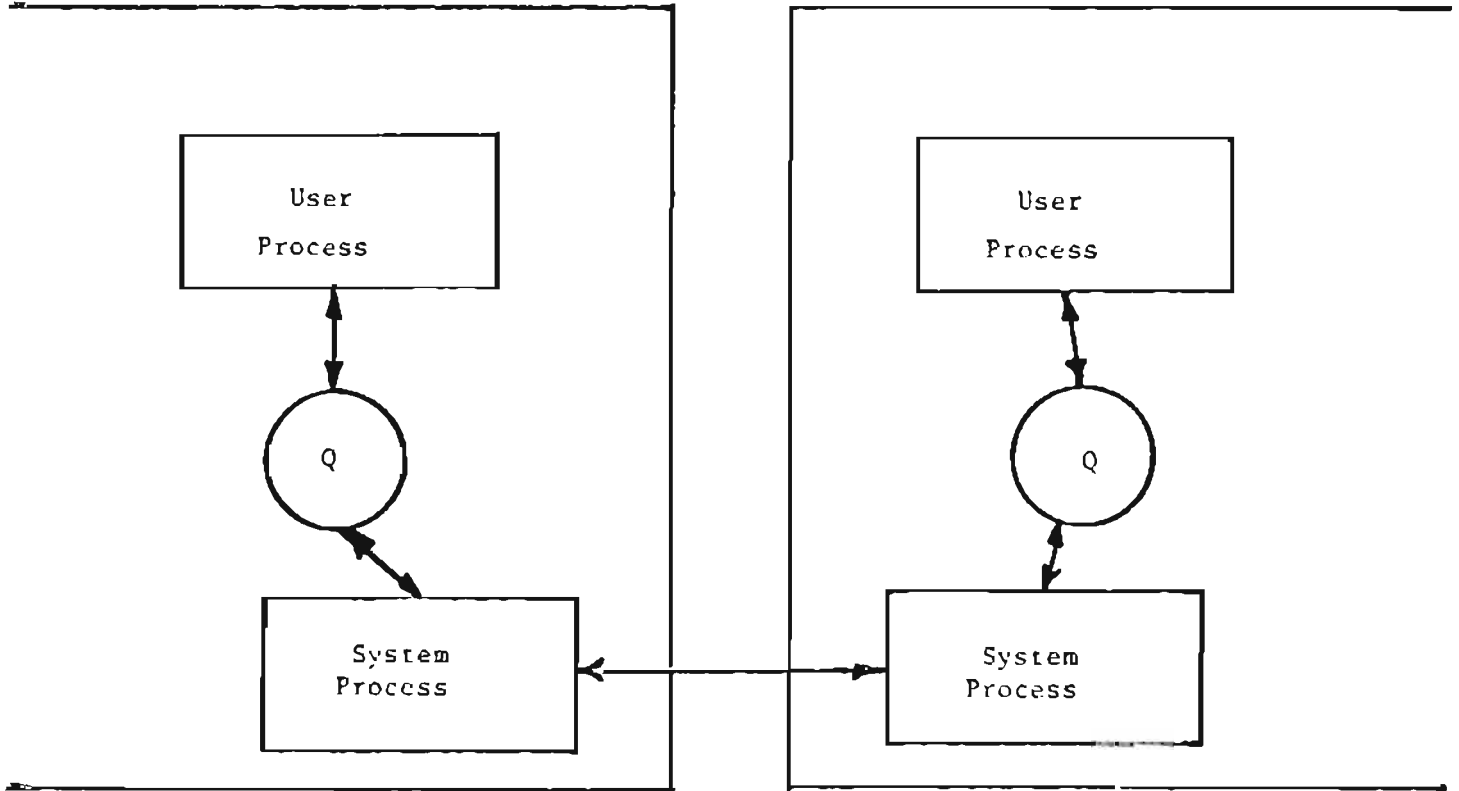 User
Process
Q
System
Process
User
Process
Q
System
Process